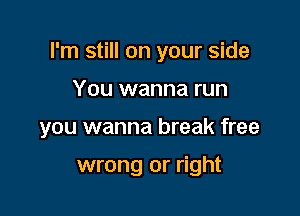 I'm still on your side
You wanna run
you wanna break free
wrong or right